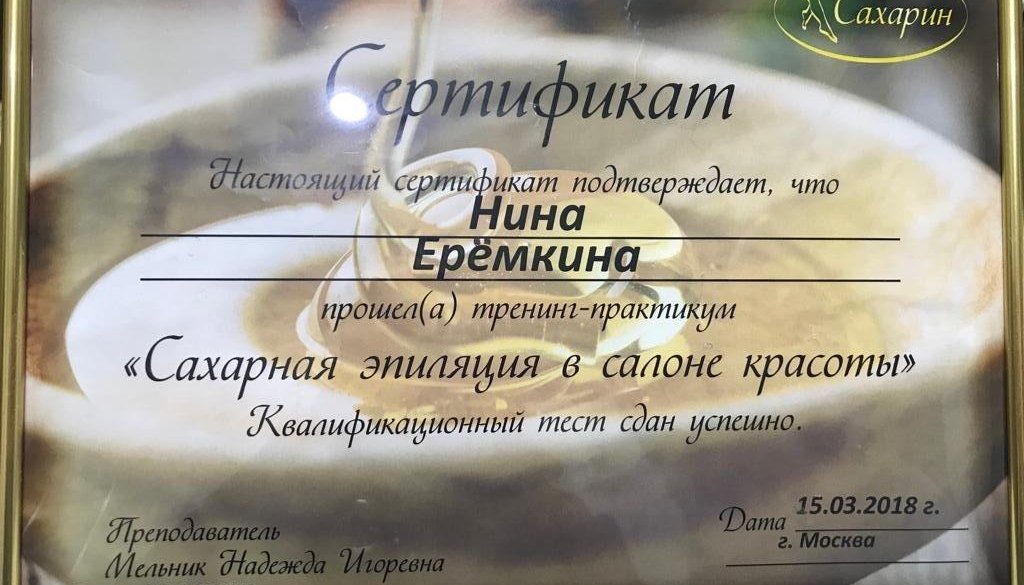 Сахарин
Сертификат
Настоящий сертификат подтверждает, что
Нина
Ерёмкина
прошел(а) тренинг-практикум
«Сахарная эпиляция в салоне красоты»
Квалификационный тест сдан успешно.
Преподаватель
Мельник Надежда Игоревна
Дата 15.03.2018 г.
г. Москва